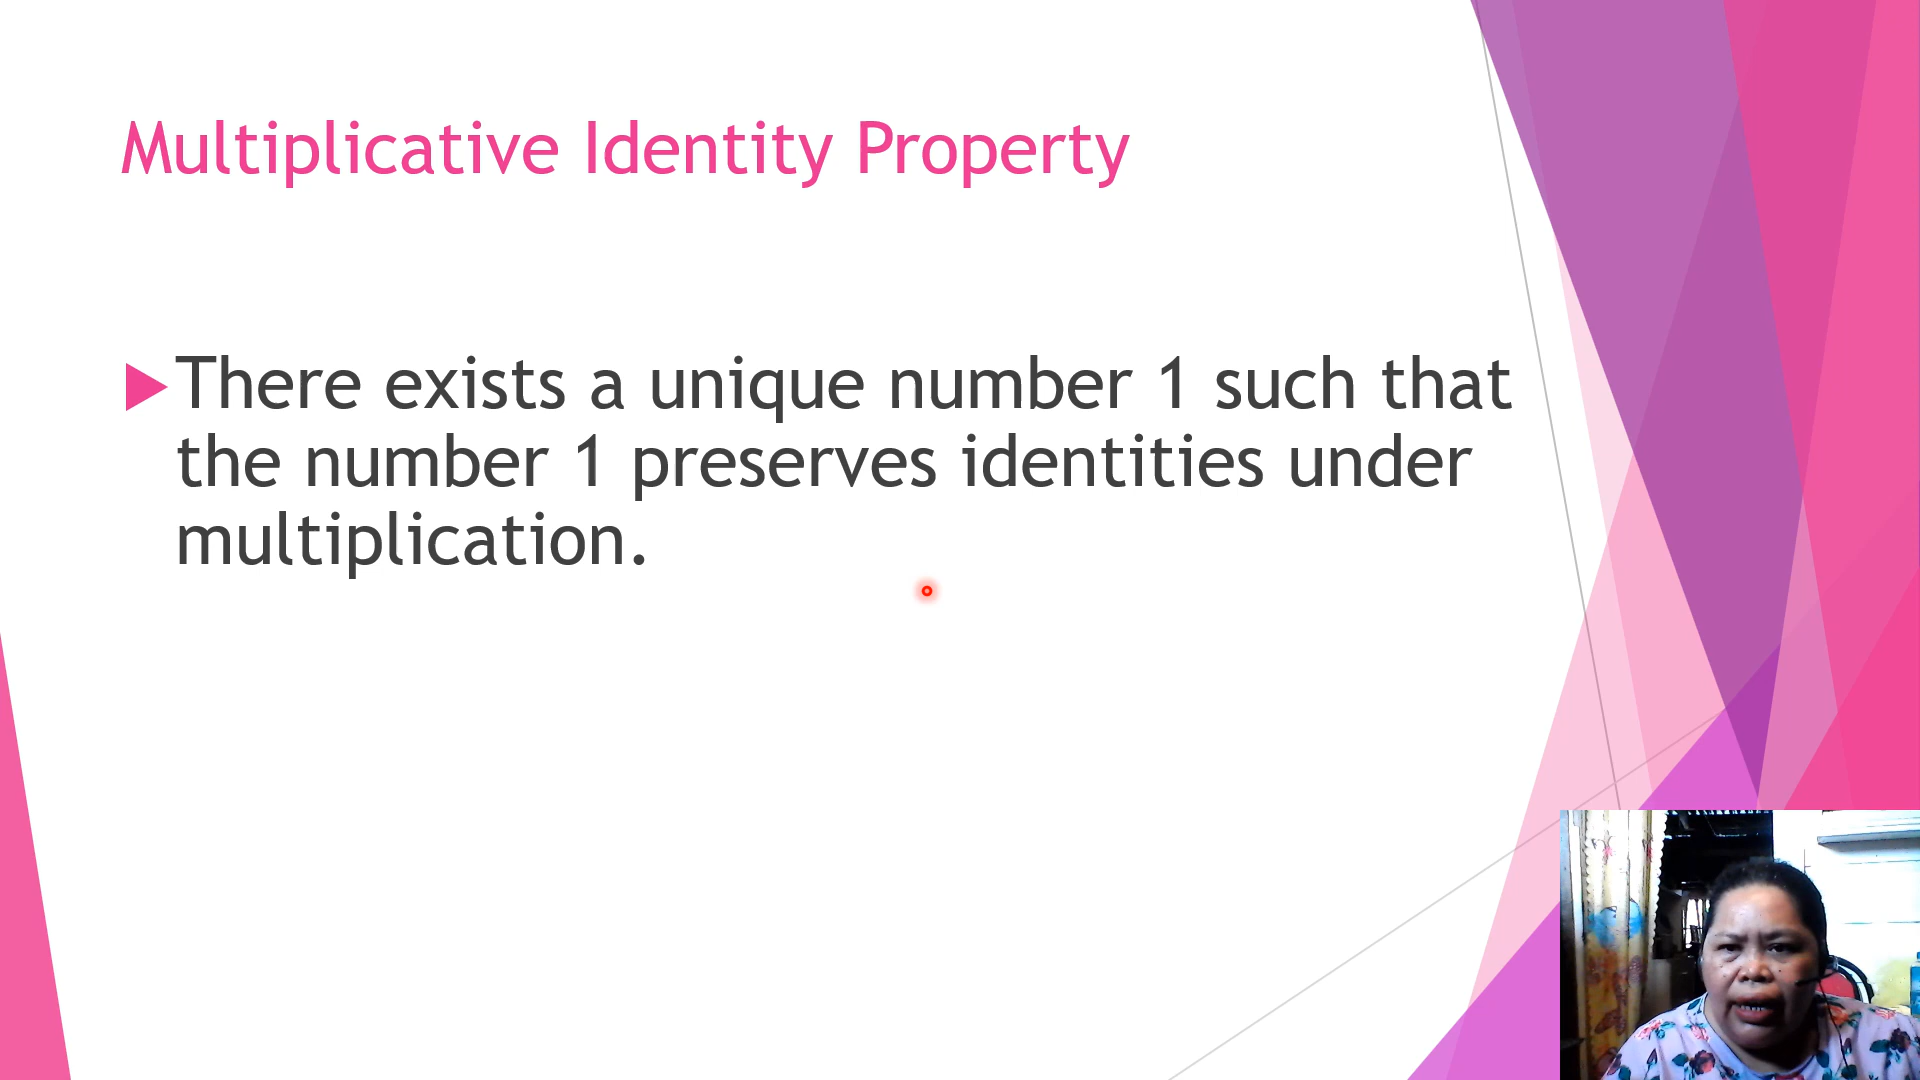 Multiplicative Identity Property
There exists a unique number 1 such that
the number 1 preserves identities under
multiplication.